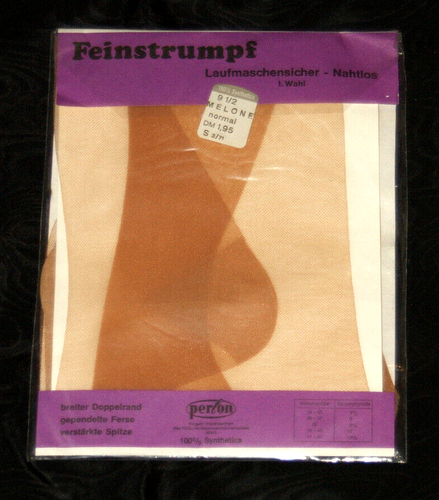 Feinstrumpf
Laufmaschensicher - Nahtlos
1. Wahl
9 1/2
MELONE
normal
DM 1,95
breiter Doppelrand
gependelte Ferse
verstärkte Spitze
perlon
100% Synthetics